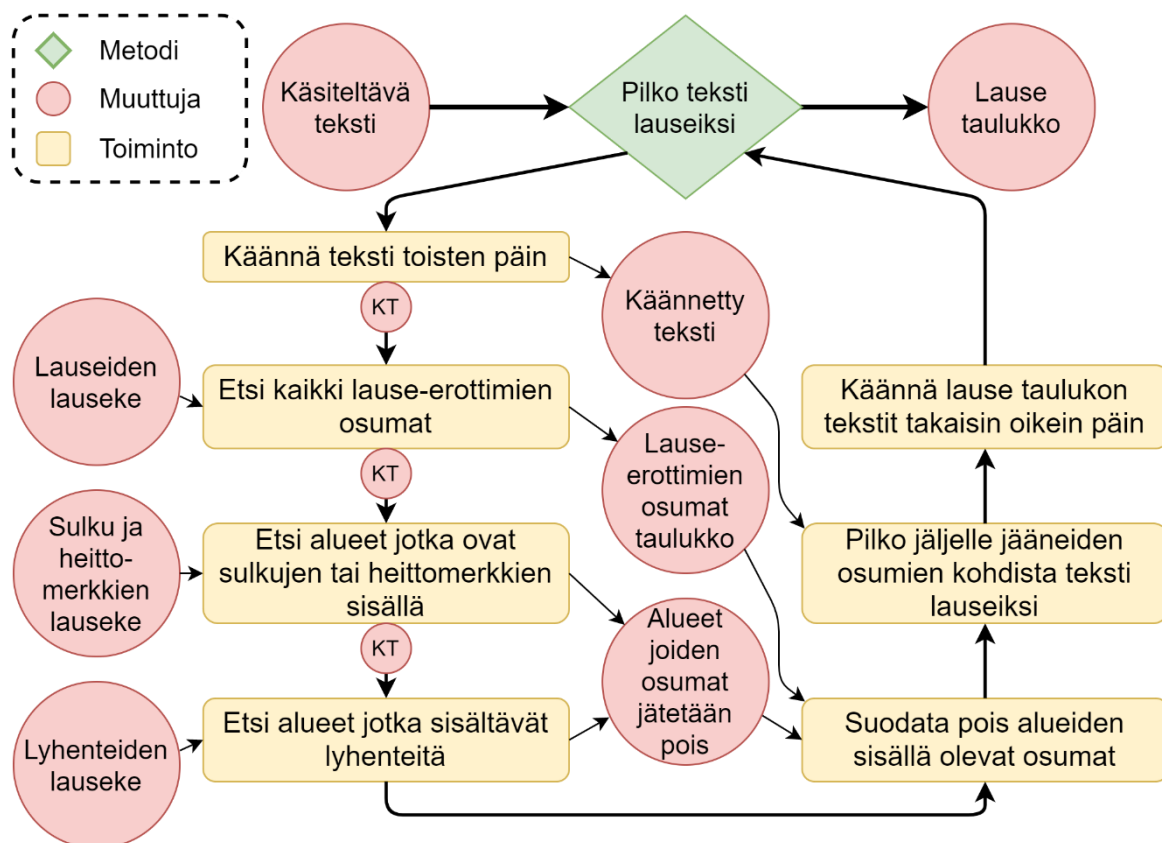 Metodi
Muuttuja
Toiminto
Käsiteltävä
teksti
Pilko teksti
lauseiksi
Lause
taulukko
Käännä teksti toisten päin
KT
Käännetty
teksti
Lauseiden
lauseke
Etsi kaikki lause-erottimien
osumat
Käännä lause taulukon
tekstit takaisin oikein päin
KT
Lause-
erottimien
osumat
taulukko
Sulku ja
heitto-
merkkien
lauseke
Etsi alueet jotka ovat
sulkujen tai heittomerkkien
sisällä
Pilko jäljelle jääneiden
osumien kohdista teksti
lauseiksi
KT
Alueet
joiden
osumat
jätetään
pois
Lyhenteiden
lauseke
Etsi alueet jotka sisältävät
lyhenteitä
Suodata pois alueiden
sisällä olevat osumat